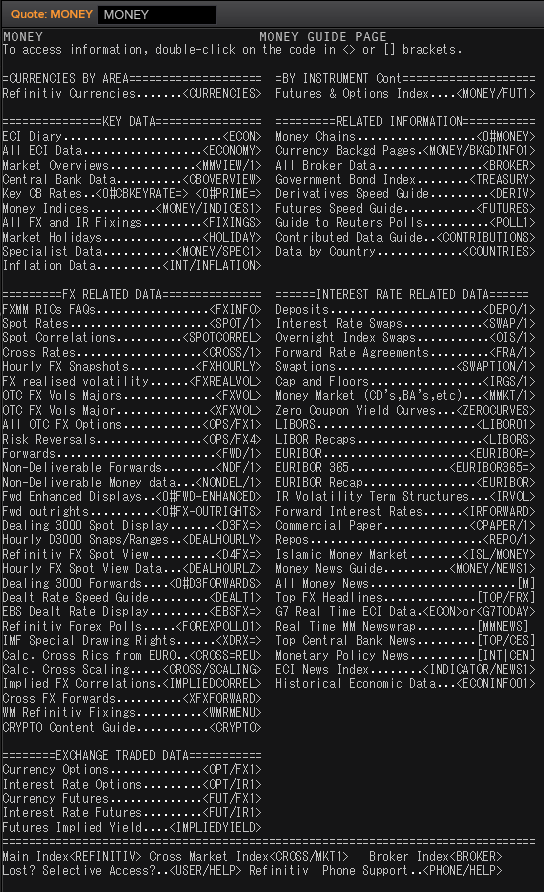 Quote: MONEY MONEY
MONEY MONEY GUIDE PAGE
To access information, double-click on the code in <> or [] brackets.
=CURRENCIES BY AREA================== =BY INSTRUMENT Cont==================
Refinitiv Currencies......<CURRENCIES> Futures & Options Index....<MONEY/FUT1>
==============KEY DATA============== ========RELATED INFORMATION=========
ECI Diary.......................<ECON> Money Chains................<0#MONEY>
All ECI Data.................<ECONOMY> Currency Backgd Pages.<MONEY/BKGDINFO1
Market Overviews............<MMVIEW/1> All Broker Data...............<BROKER>
Central Bank Data.........<CBOVERVIEW> Government Bond Index.......<TREASURY>
Key CB Rates..<0#CBKEYRATE=> <0#PRIME=> Derivatives Speed Guide........<DERIV>
Money Indices.........<MONEY/INDICES1> Futures Speed Guide..........<FUTURES>
All FX and IR Fixings.......<FIXINGS> Guide to Reuters Polls.........<POLL1>
Market Holidays..............<HOLIDAY> Contributed Data Guide..<CONTRIBUTIONS>
Specialist Data..........<MONEY/SPEC1> Data by Country............<COUNTRIES>
Inflation Data.........<INT/INFLATION>
========FX RELATED DATA============= ======INTEREST RATE RELATED DATA======
FXMM RICs FAQs................<FXINFO> Deposits......................<DEPO/1>
Spot Rates....................<SPOT/1> Interest Rate Swaps...........<SWAP/1>
Spot Correlations.........<SPOTCORREL> Overnight Index Swaps..........<OIS/1>
Cross Rates..................<CROSS/1> Forward Rate Agreements........<FRA/1>
Hourly FX Snapshots.........<FXHOURLY> Swaptions.................<SWAPTION/1>
FX realised volatility.....<FXREALVOL> Cap and Floors................<IRGS/1>
OTC FX Vols Majors.............<FXVOL> Money Market (CD's,BA's,etc)...<MMKT/1>
OTC FX Vols Major.............<XFXVOL> Zero Coupon Yield Curves...<ZEROCURVES>
All OTC FX Options...........<OPS/FX1> LIBORS.......................<LIBOR01>
Risk Reversals...............<OPS/FX4> LIBOR Recaps..................<LIBORS>
Forwards.......................<FWD/1> EURIBOR.....................<EURIBOR=>
Non-Deliverable Forwards.......<NDF/1> EURIBOR 365..............<EURIBOR365=>
Non-Deliverable Money data...<NONDEL/1> EURIBOR Recap................<EURIBOR>
Fwd Enhanced Displays..<0#FWD-ENHANCED> IR Volatility Term Structures...<IRVOL>
Fwd outrights..........<0#FX-OUTRIGHTS> Forward Interest Rates.....<IRFORWARD>
Dealing 3000 Spot Display.......<D3FX=> Commercial Paper............<CPAPER/1>
Hourly D3000 Snaps/Ranges..<DEALHOURLY> Repos.........................<REPO/1>
Refinitiv FX Spot View.........<D4FX=> Islamic Money Market.......<ISL/MONEY>
Hourly FX Spot View Data...<DEALHOURLZ> Money News Guide.........<MONEY/NEWS1>
Dealing 3000 Forwards....<0#D3FORWARDS> All Money News....................[M]
Dealt Rate Speed Guide.........<DEALT1> Top FX Headlines.............[TOP/FRX]
EBS Dealt Rate Display.........<EBSFX=> G7 Real Time ECI Data.<ECON>or<G7TODAY>
Refinitiv Forex Polls......<FOREXPOLL01> Real Time MM Newswrap........[MMNEWS]
IMF Special Drawing Rights......<XDRX=> Top Central Bank News........[TOP/CES]
Calc. Cross Rics from EURO..<CROSS=REU> Monetary Policy News.........[INT|CEN]
Calc. Cross Scaling.....<CROSS/SCALING> ECI News Index.......<INDICATOR/NEWS1>
Implied FX Correlations.<IMPLIEDCORREL> Historical Economic Data...<ECONINFO01>
Cross FX Forwards..........<XFXFORWARD>
WM Refinitiv Fixings.........<WMRMENU>
CRYPTO Content Guide..........<CRYPTO>
========EXCHANGE TRADED DATA===========
Currency Options.............<OPT/FX1>
Interest Rate Options........<OPT/IR1>
Currency Futures.............<FUT/FX1>
Interest Rate Futures........<FUT/IR1>
Futures Implied Yield....<IMPLIEDYIELD>
============================================================================
Main Index<REFINITIV> Cross Market Index<CROSS/MKT1> Broker Index<BROKER>
Lost? Selective Access?..<USER/HELP> Refinitiv Phone Support..<PHONE/HELP>